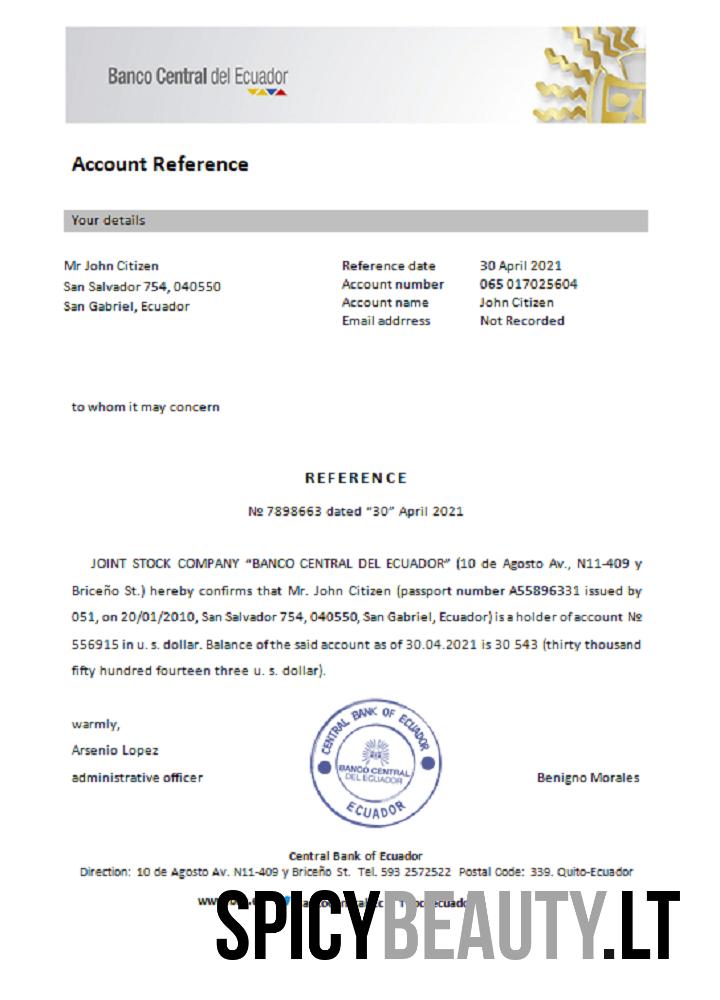 Banco Central del Ecuador
Account Reference
Your details
Mr John Citizen
San Salvador 754, 040550
San Gabriel, Ecuador
Reference date 30 April 2021
Account number 065 017025604
Account name John Citizen
Email addrress Not Recorded
to whom it may concern
REFERENCE
№ 7898663 dated “30” April 2021
JOINT STOCK COMPANY “BANCO CENTRAL DEL ECUADOR” (10 de Agosto Av., N11-409 y
Briceño St.) hereby confirms that Mr. John Citizen (passport number A55896331 issued by
051, on 20/01/2010, San Salvador 754, 040550, San Gabriel, Ecuador) is a holder of account №
556915 in u. s. dollar. Balance of the said account as of 30.04.2021 is 30 543 (thirty thousand
fifty hundred fourteen three u. s. dollar).
warmly,
Arsenio Lopez
administrative officer
CENTRAL BANK OF ECUADOR
BANCO CENTRAL
DEL ECUADOR
ECUADOR
Benigno Morales
Central Bank of Ecuador
Direction: 10 de Agosto Av. N11-409 y Briceño St. Tel. 593 2572522 Postal Code: 339. Quito-Ecuador
SPICYBEAUTY.LT